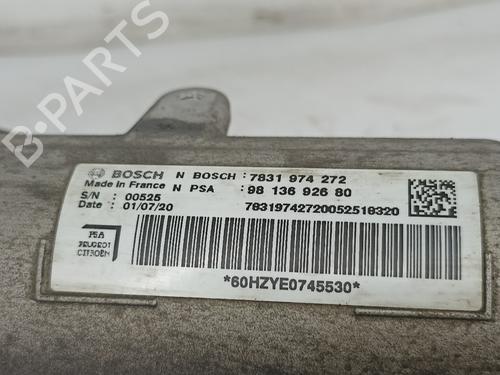 B-PARTS
BOSCH N BOSCH : 7831 974 272
Made in France N PSA : 98 136 926 80
S/N : 00525
Date : 01/07/20
78319742720052518320
PSA
PEUGEOT
CITROËN
*60HZYE0745530*